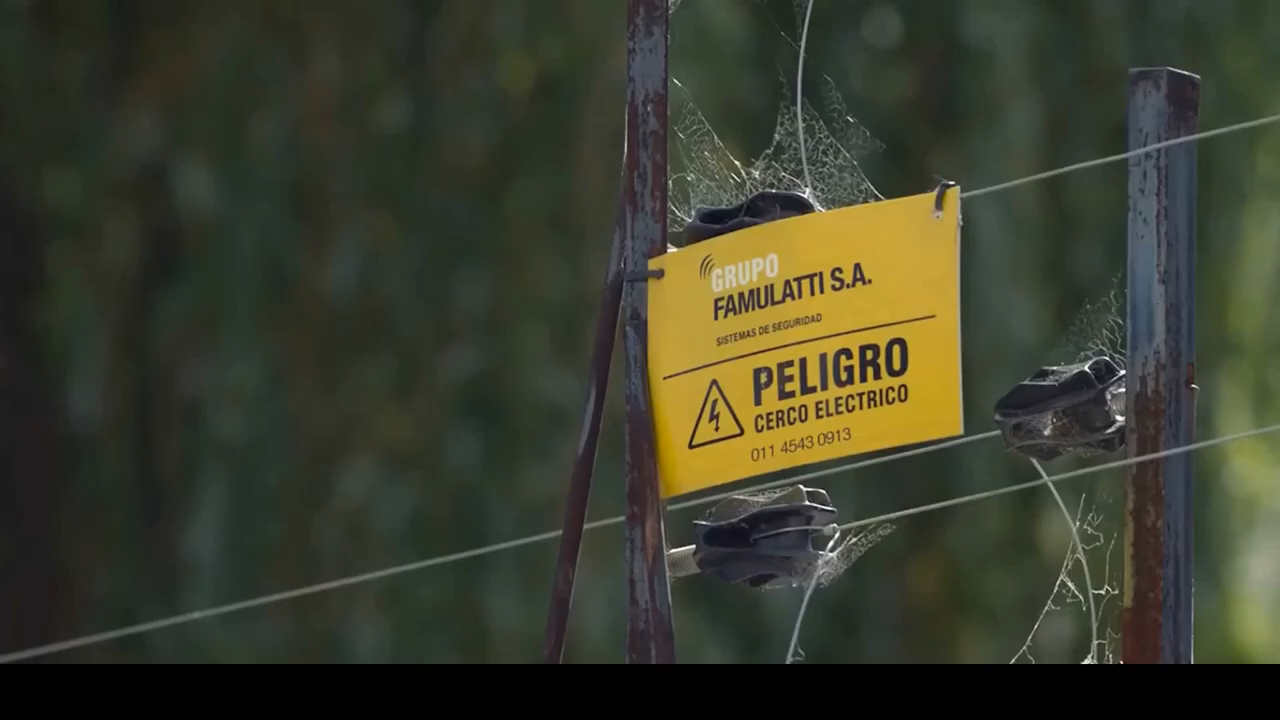 GRUPO
FAMULATTI S.A.
SISTEMAS DE SEGURIDAD
PELIGRO
CERCO ELECTRICO
011 4543 0913